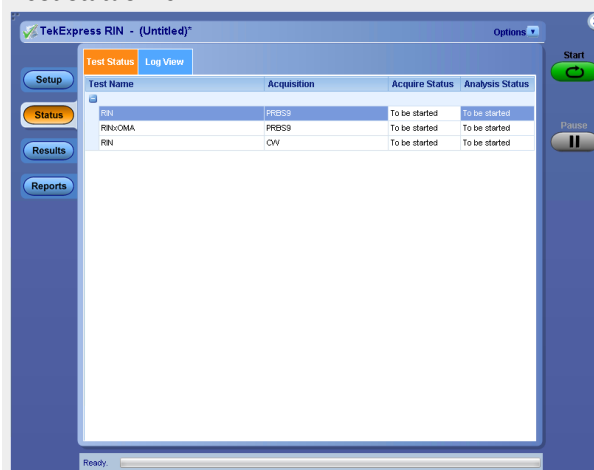 TekExpress RIN - (Untitled)*
Options
Start
Test Status Log View
Setup
Test Name Acquisition Acquire Status Analysis Status
Status
RIN PRBS9 To be started To be started
Pause
RINxOMA PRBS9 To be started To be started
RIN CW To be started To be started
Results
Reports
Ready.